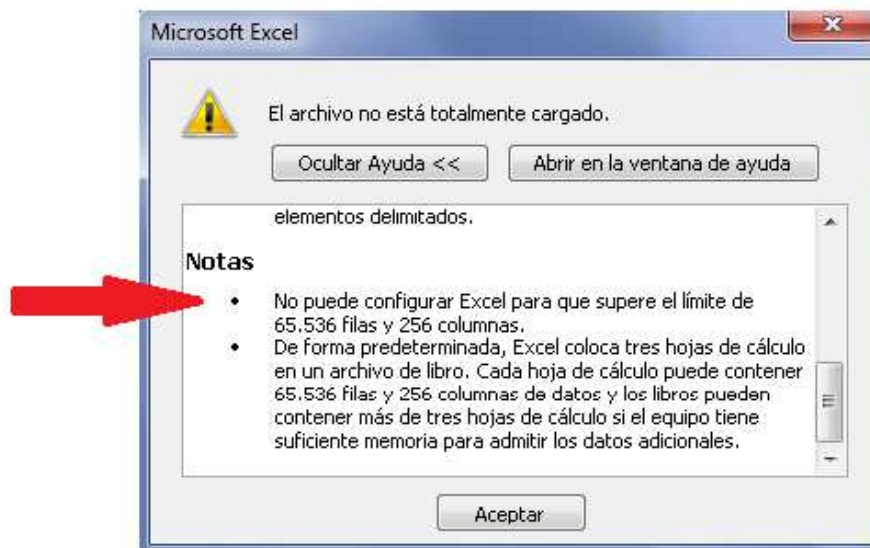 Microsoft Excel
El archivo no está totalmente cargado.
Ocultar Ayuda <<
Abrir en la ventana de ayuda
elementos delimitados.
Notas
• No puede configurar Excel para que supere el límite de
65.536 filas y 256 columnas.
• De forma predeterminada, Excel coloca tres hojas de cálculo
en un archivo de libro. Cada hoja de cálculo puede contener
65.536 filas y 256 columnas de datos y los libros pueden
contener más de tres hojas de cálculo si el equipo tiene
suficiente memoria para admitir los datos adicionales.
Aceptar